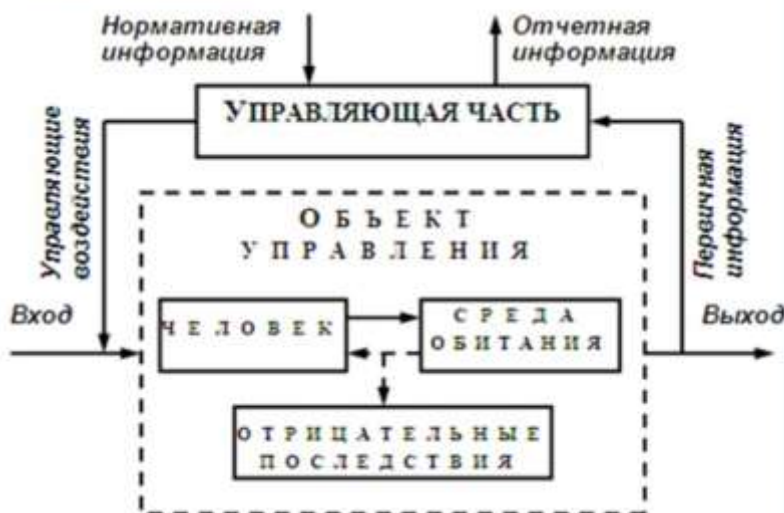 Нормативная
информация
Отчетная
информация
УПРАВЛЯЮЩАЯ ЧАСТЬ
Управляющие
воздействия
Первичная
информация
ОБЪЕКТ
УПРАВЛЕНИЯ
Вход
ЧЕЛОВЕК
СРЕДА
ОБИТАНИЯ
Выход
ОТРИЦАТЕЛЬНЫЕ
ПОСЛЕДСТВИЯ